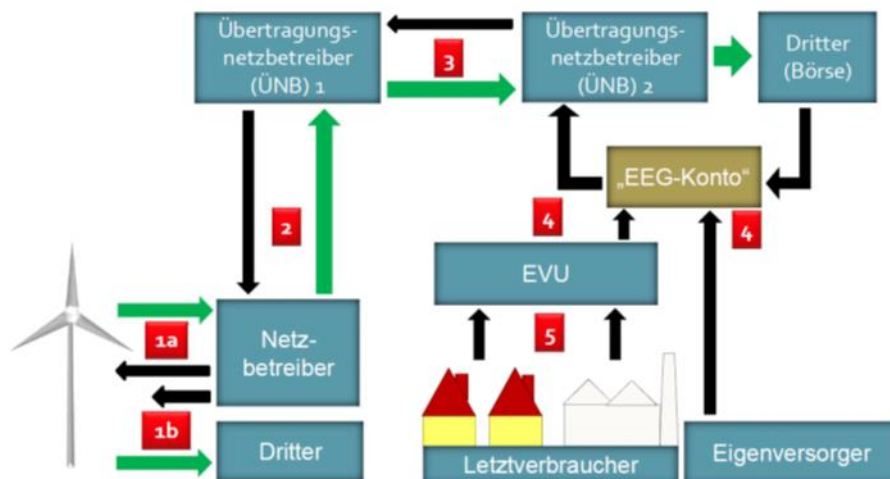 Übertragungs-
netzbetreiber
(ÜNB) 1
3
Übertragungs-
netzbetreiber
(ÜNB) 2
Dritter
(Börse)
„EEG-Konto“
2
4
4
EVU
1a
Netz-
betreiber
5
1b
Dritter
Letztverbraucher
Eigenversorger